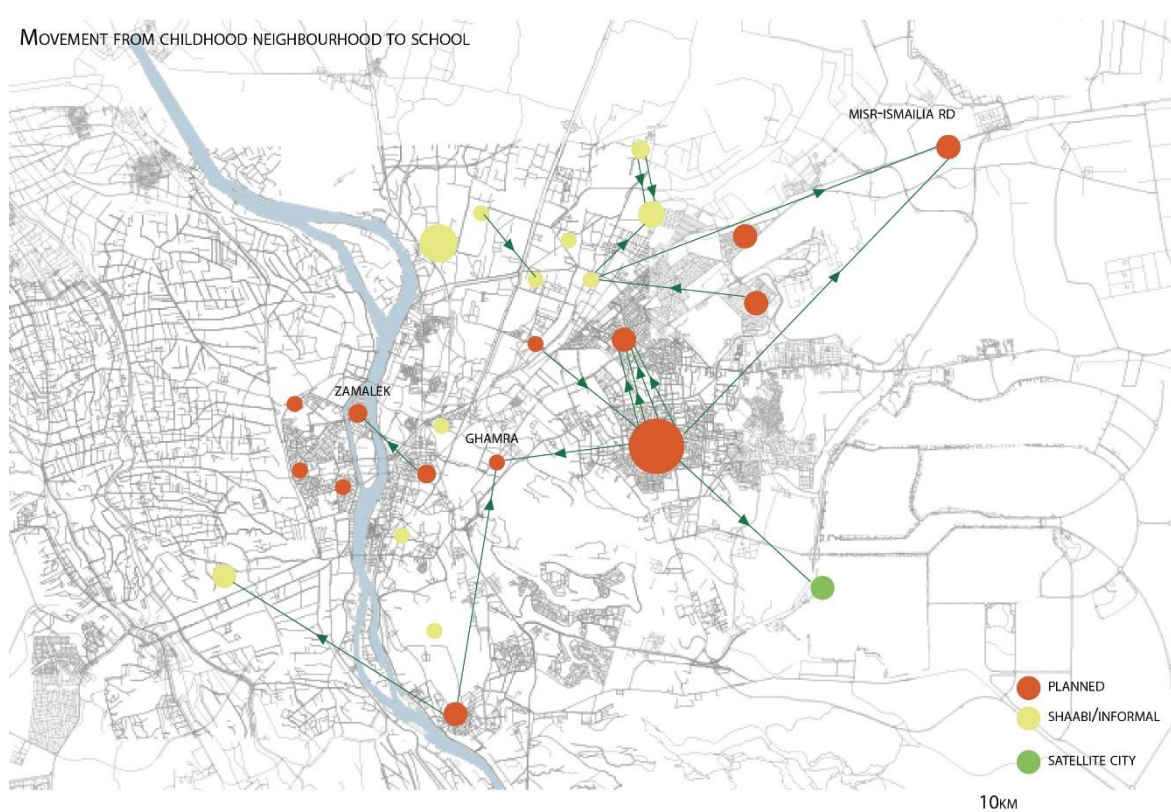 Movement from childhood neighbourhood to school
MISR-ISMAILIA RD
ZAMALEK
GHAMRA
PLANNED
SHAABI/INFORMAL
SATELLITE CITY
10KM